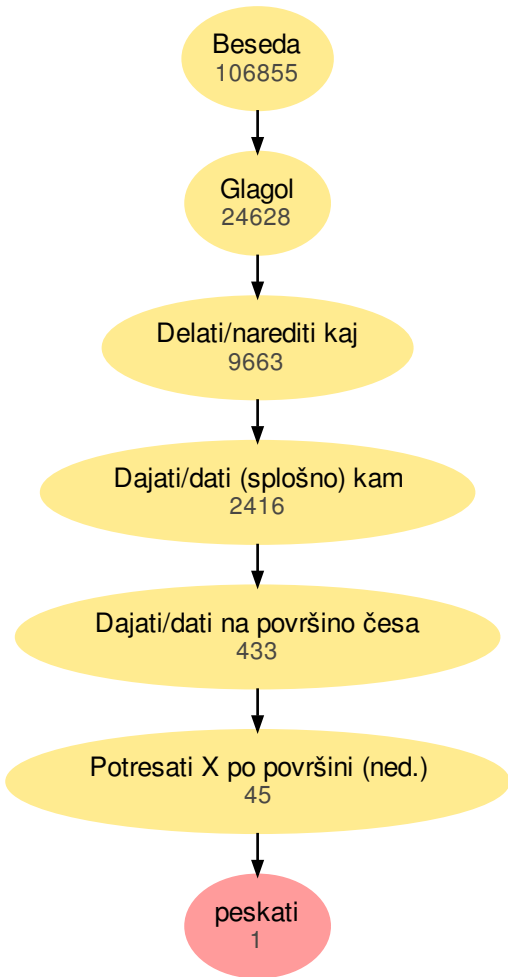 Beseda
106855
Glagol
24628
Delati/narediti kaj
9663
Dajati/dati (splošno) kam
2416
Dajati/dati na površino česa
433
Potresati X po površini (ned.)
45
peskati
1